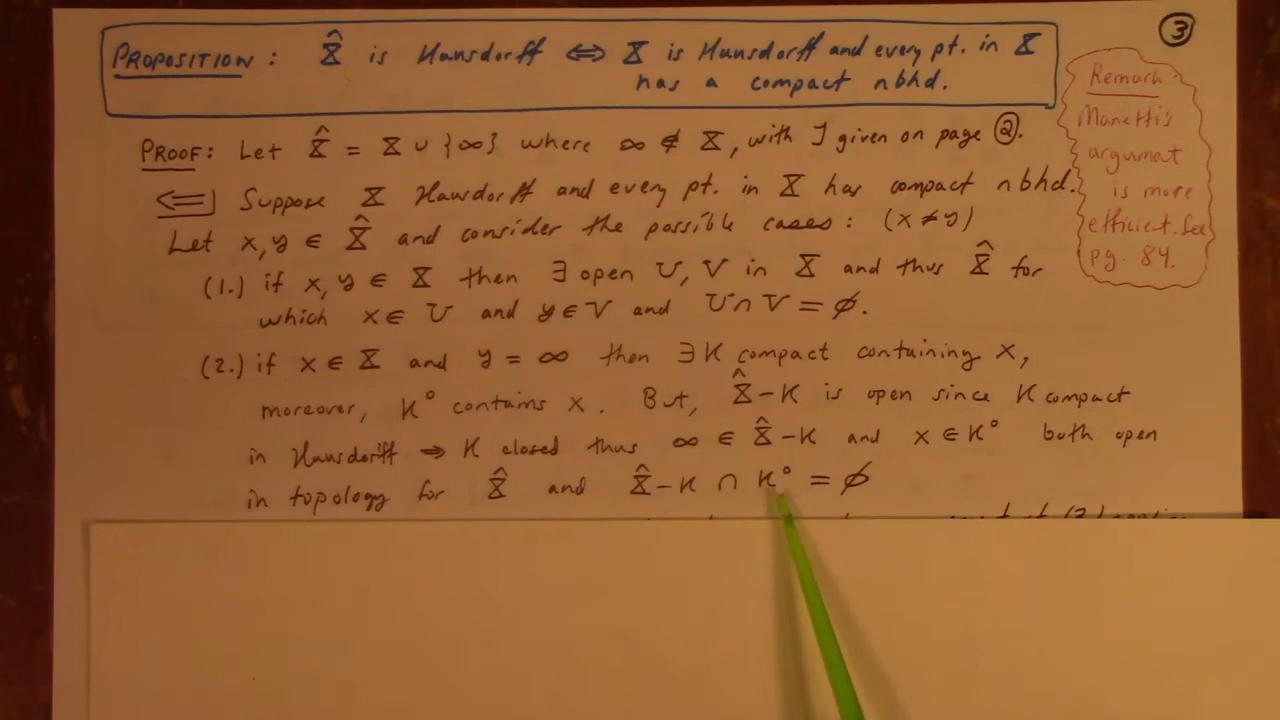 ③
PROPOSITION : X̂ is Hausdorff ⇔ X is Hausdorff and every pt. in X
has a compact nbhd.
Remark:
Manetti's
argument
is more
efficient. See
pg. 84.
PROOF: Let X̂ = X ∪ {∞} where ∞ ∉ X, with J given on page ②.
⇐ Suppose X Hausdorff and every pt. in X has compact nbhd.
Let x, y ∈ X̂ and consider the possible cases: (x ≠ y)
(1.) if x, y ∈ X then ∃ open U, V in X and thus X̂ for
which x ∈ U and y ∈ V and U ∩ V = ∅.
(2.) if x ∈ X and y = ∞ then ∃ K compact containing x,
moreover, K° contains x. But, X̂ - K is open since K compact
in Hausdorff ⇒ K closed thus ∞ ∈ X̂ - K and x ∈ K° both open
in topology for X̂ and X̂ - K ∩ K° = ∅